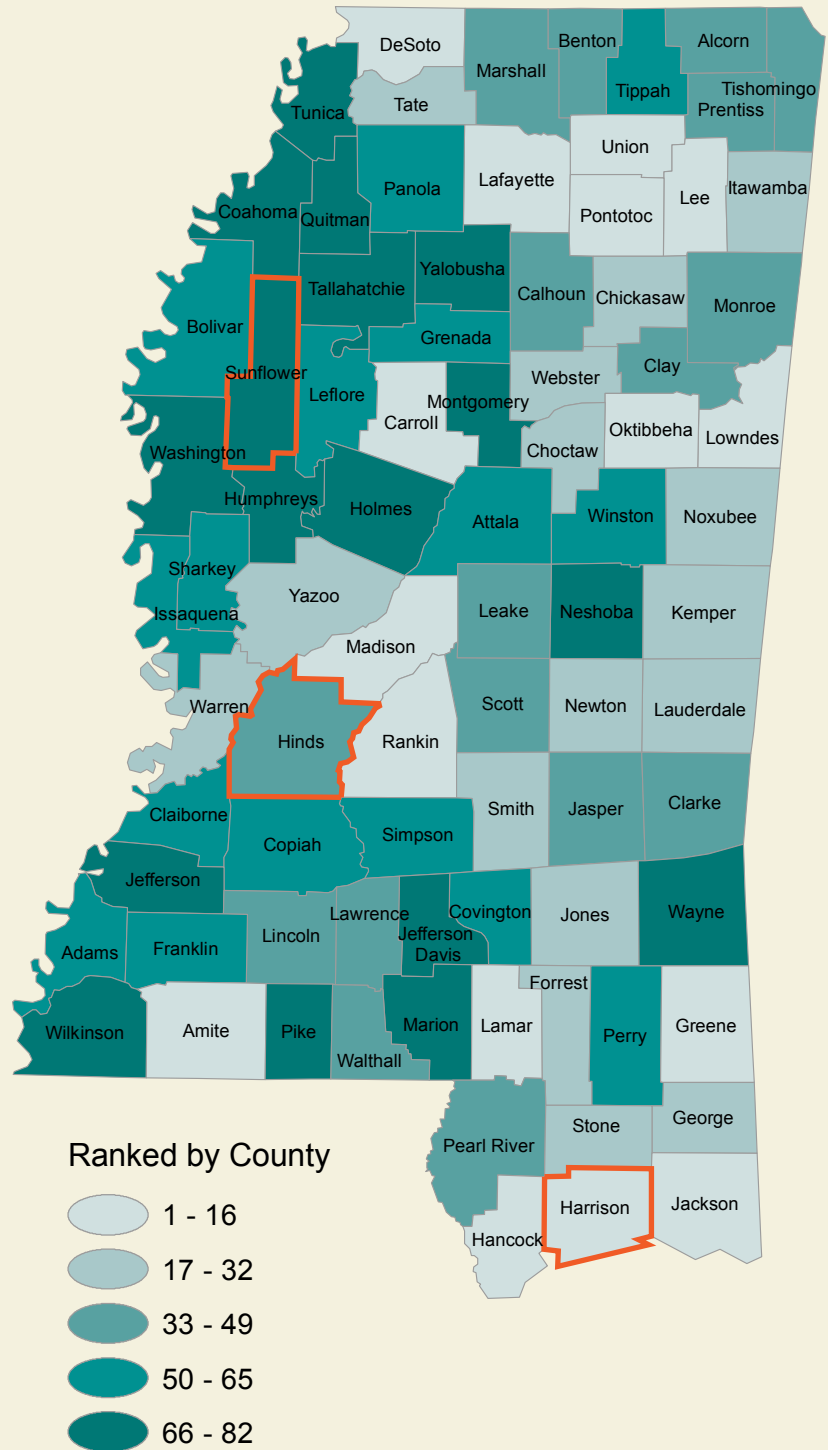 DeSoto
Marshall
Benton
Tippah
Alcorn
Tishomingo
Prentiss
Tate
Tunica
Union
Lafayette
Panola
Coahoma
Quitman
Pontotoc
Lee
Itawamba
Tallahatchie
Yalobusha
Calhoun
Chickasaw
Monroe
Bolivar
Sunflower
Grenada
Leflore
Webster
Clay
Carroll
Montgomery
Choctaw
Oktibbeha
Lowndes
Washington
Humphreys
Holmes
Attala
Winston
Noxubee
Sharkey
Issaquena
Yazoo
Leake
Neshoba
Kemper
Madison
Warren
Hinds
Rankin
Scott
Newton
Lauderdale
Claiborne
Copiah
Simpson
Smith
Jasper
Clarke
Jefferson
Adams
Franklin
Lincoln
Lawrence
Jefferson
Davis
Covington
Jones
Wayne
Wilkinson
Amite
Pike
Walthall
Marion
Lamar
Forrest
Perry
Greene
Pearl River
Stone
George
Hancock
Harrison
Jackson
Ranked by County
1 - 16
17 - 32
33 - 49
50 - 65
66 - 82